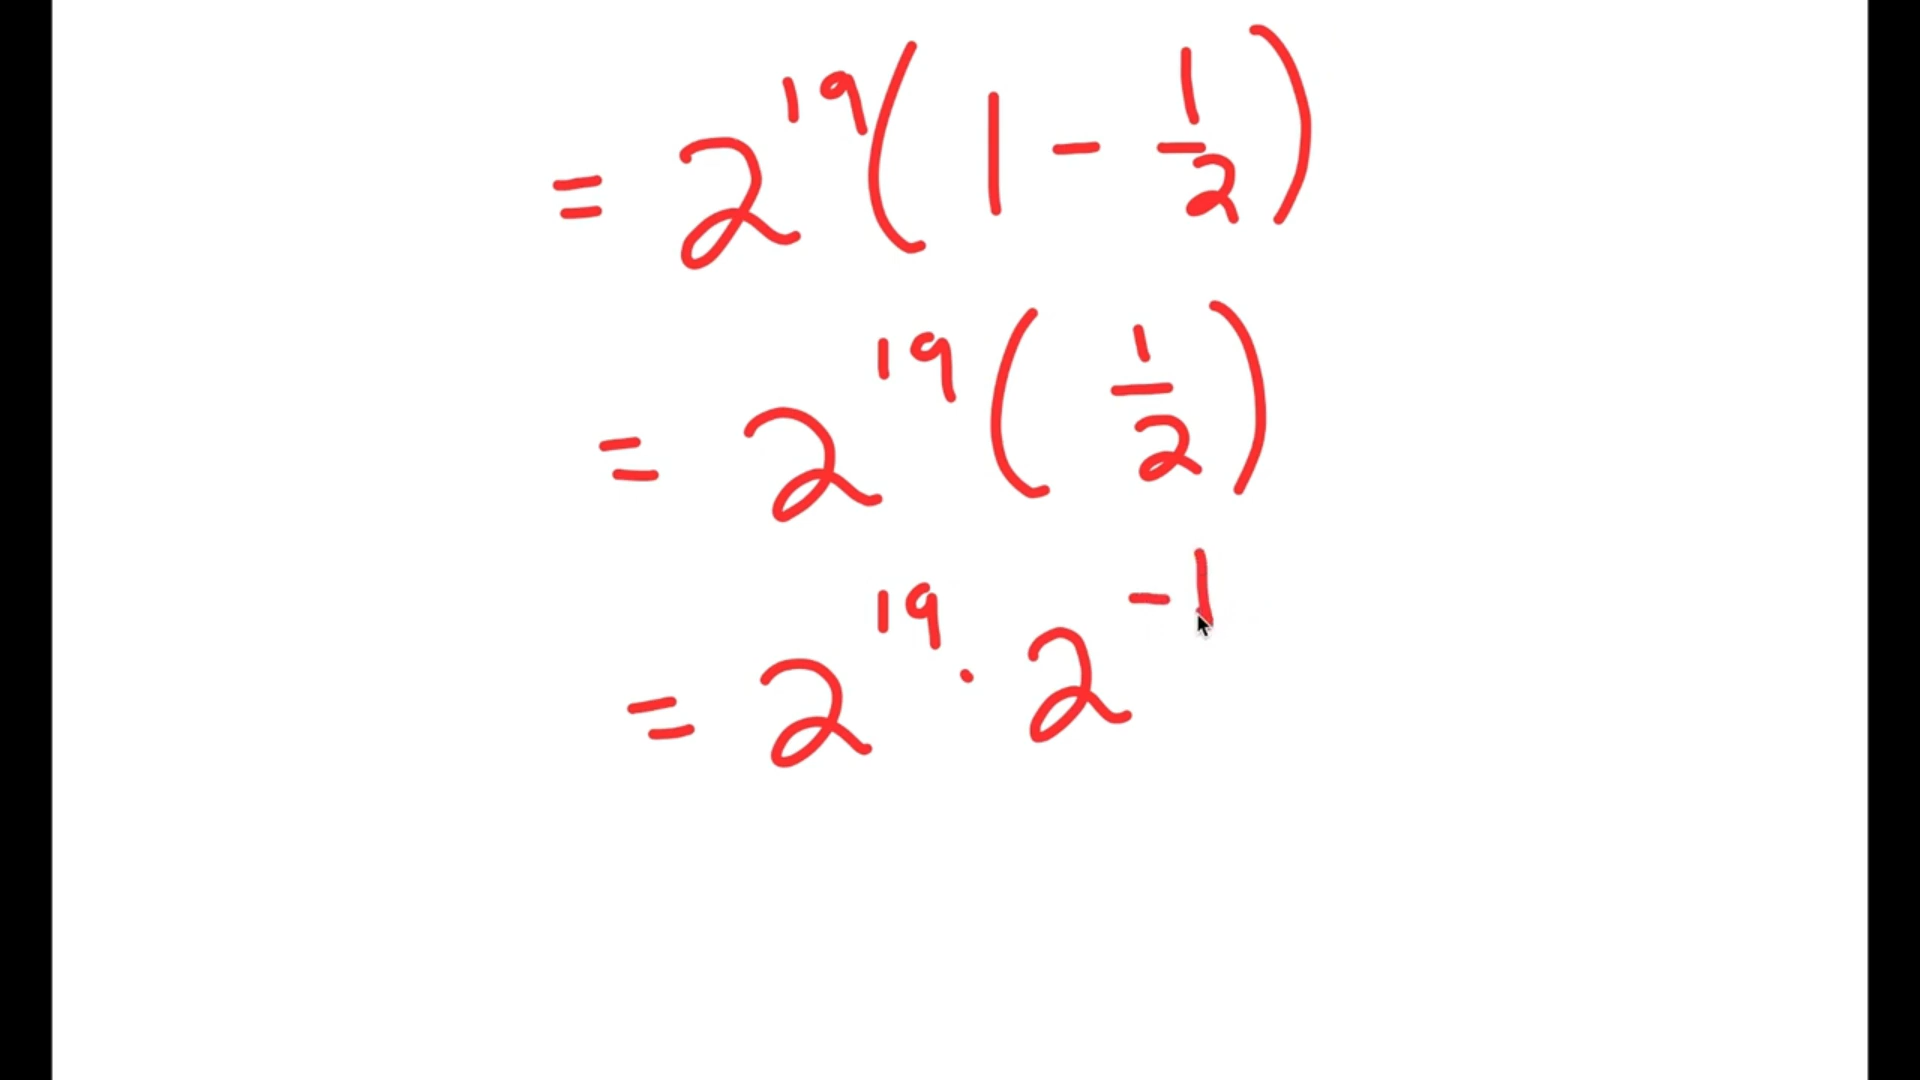 = 2^19 (1 - 1/2)
= 2^19 (1/2)
= 2^19 · 2^-1